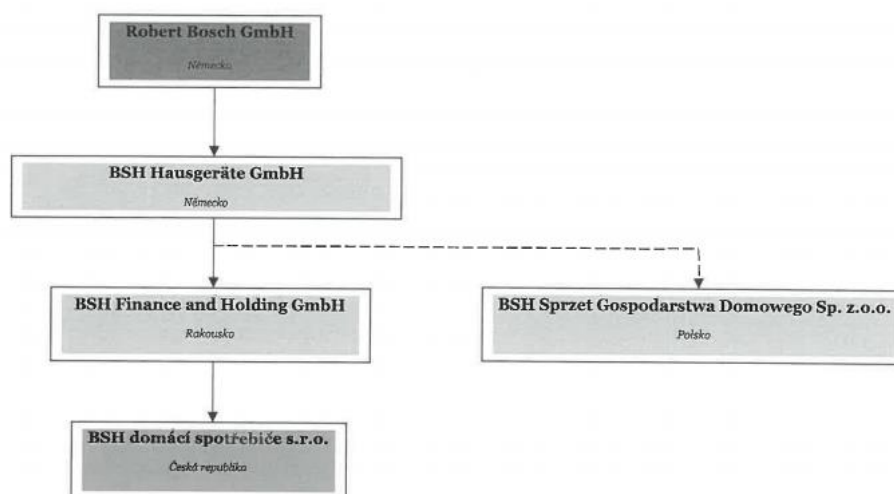 Robert Bosch GmbH
Německo
BSH Hausgeräte GmbH
Německo
BSH Finance and Holding GmbH
Rakousko
BSH Sprzet Gospodarstwa Domowego Sp. z.o.o.
Polsko
BSH domácí spotřebiče s.r.o.
Česká republika